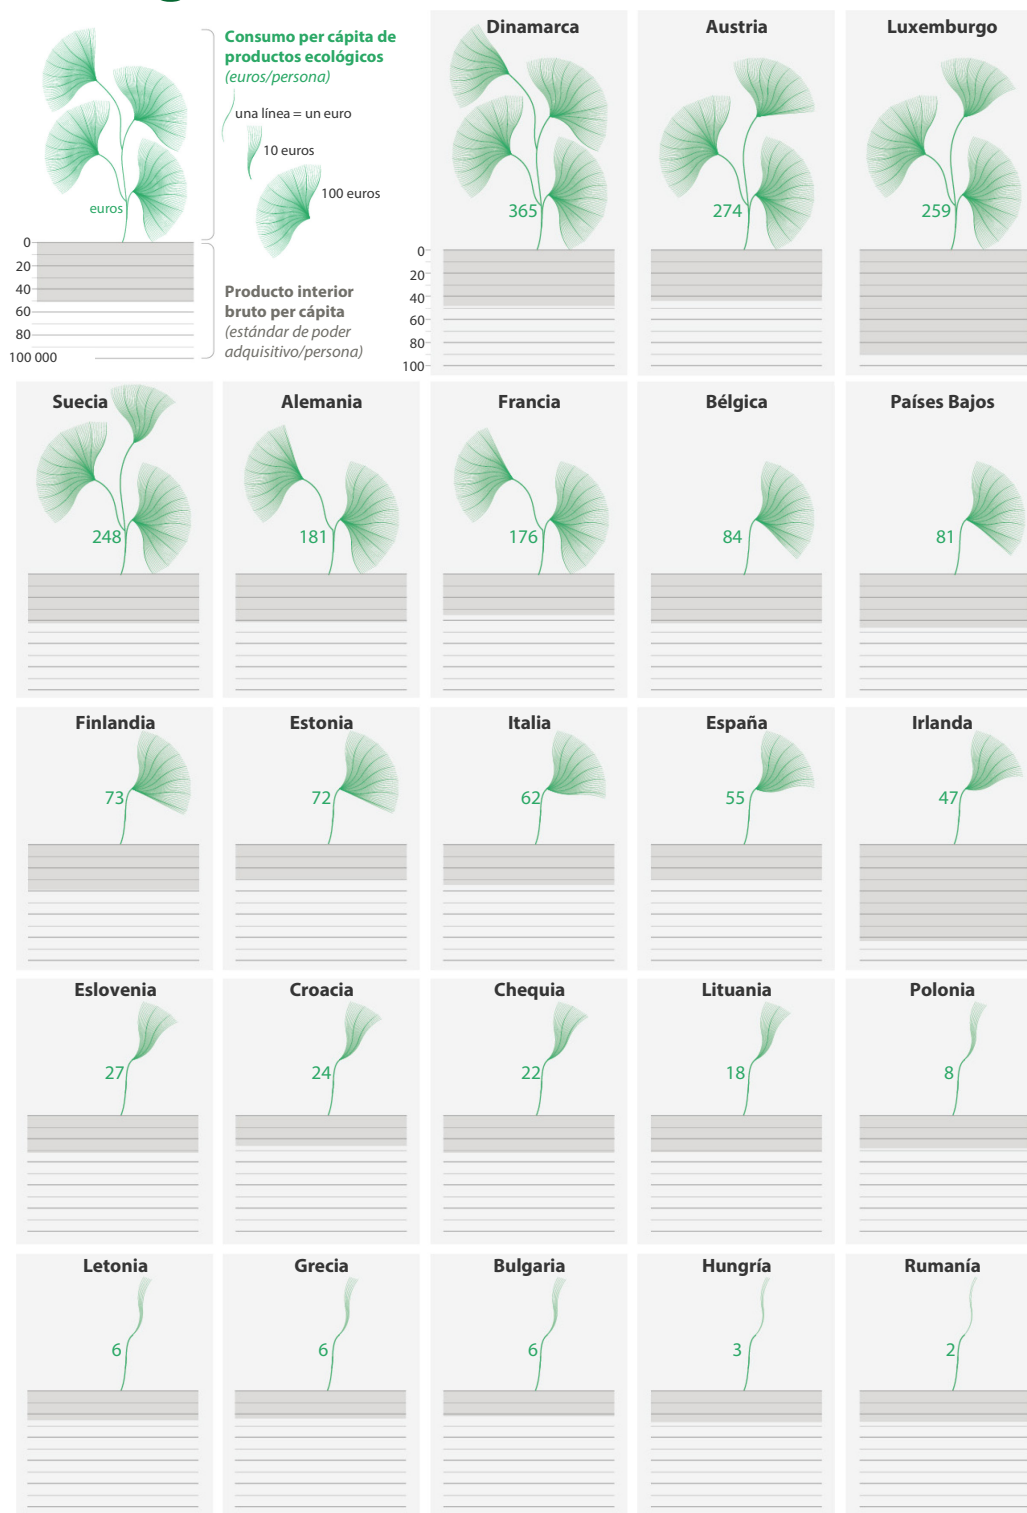 Consumo per cápita de
productos ecológicos
(euros/persona)
una línea = un euro
10 euros
100 euros
euros
0
20
40
60
80
100 000
Producto interior
bruto per cápita
(estándar de poder
adquisitivo/persona)
Dinamarca
365
0
20
40
60
80
100
Austria
274
Luxemburgo
259
Suecia
248
Alemania
181
Francia
176
Bélgica
84
Países Bajos
81
Finlandia
73
Estonia
72
Italia
62
España
55
Irlanda
47
Eslovenia
27
Croacia
24
Chequia
22
Lituania
18
Polonia
8
Letonia
6
Grecia
6
Bulgaria
6
Hungría
3
Rumanía
2